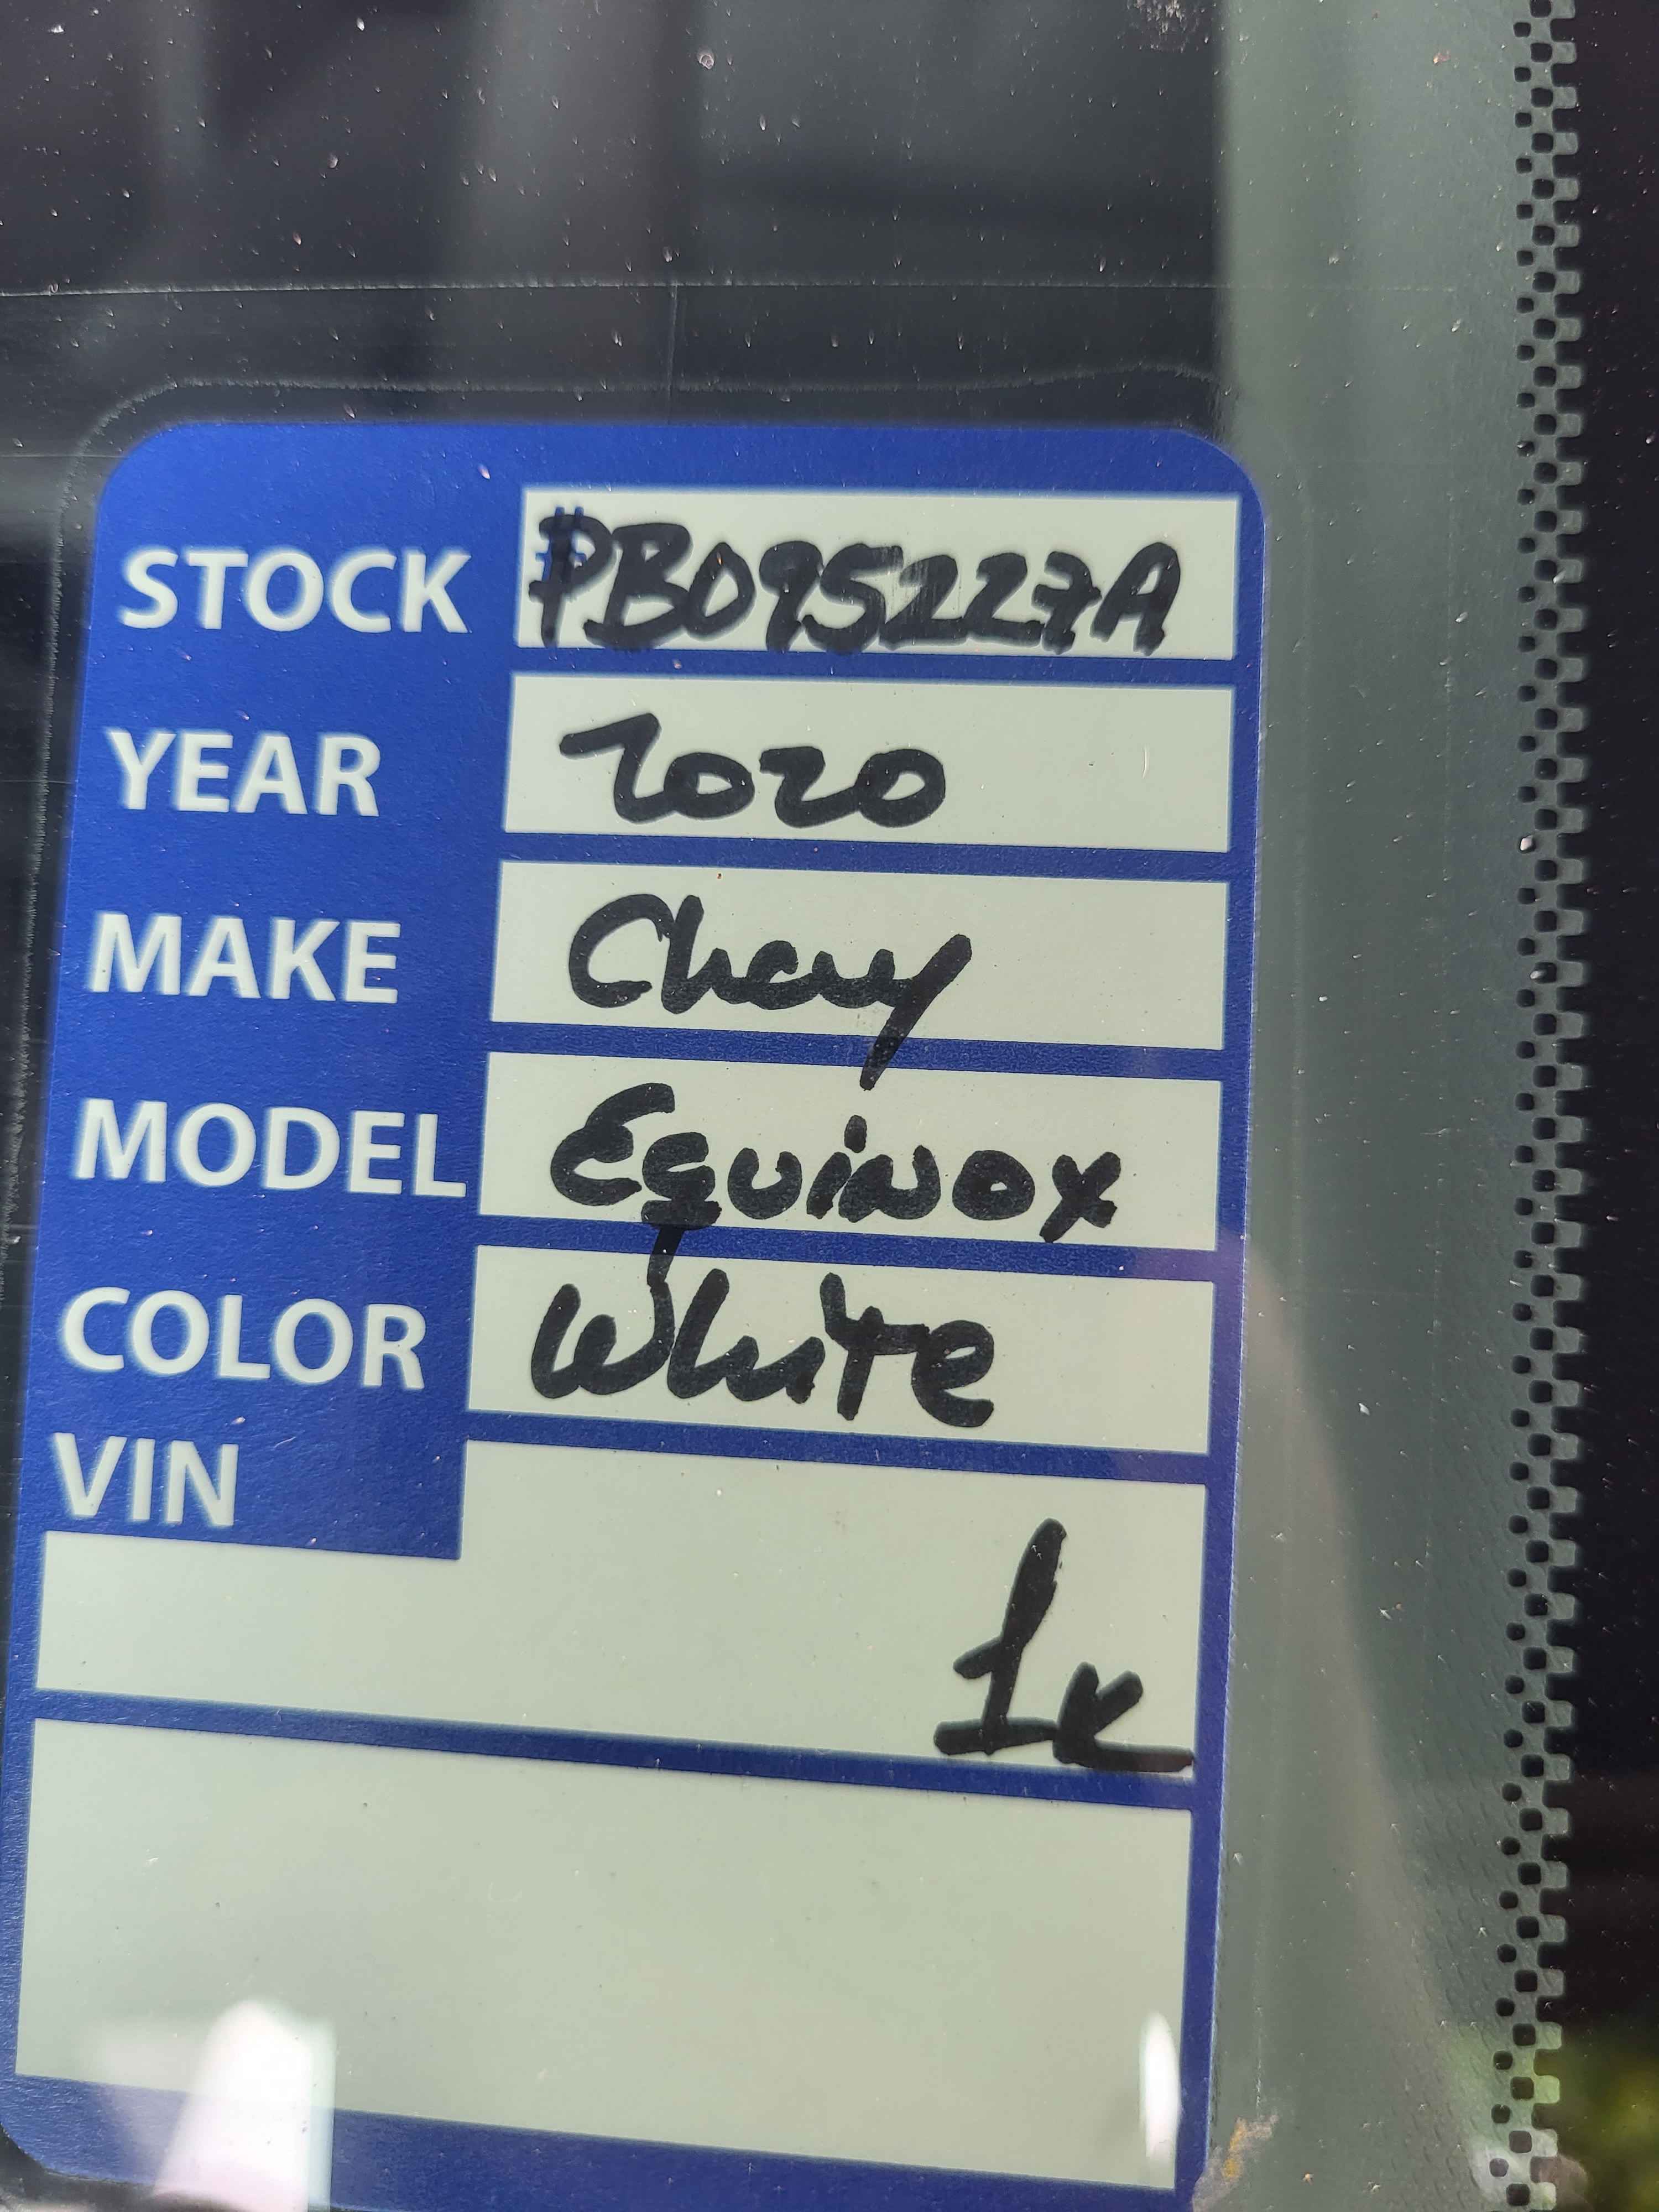 STOCK #PB095227A
YEAR 2020
MAKE Chevy
MODEL Equinox
COLOR White
VIN
1k